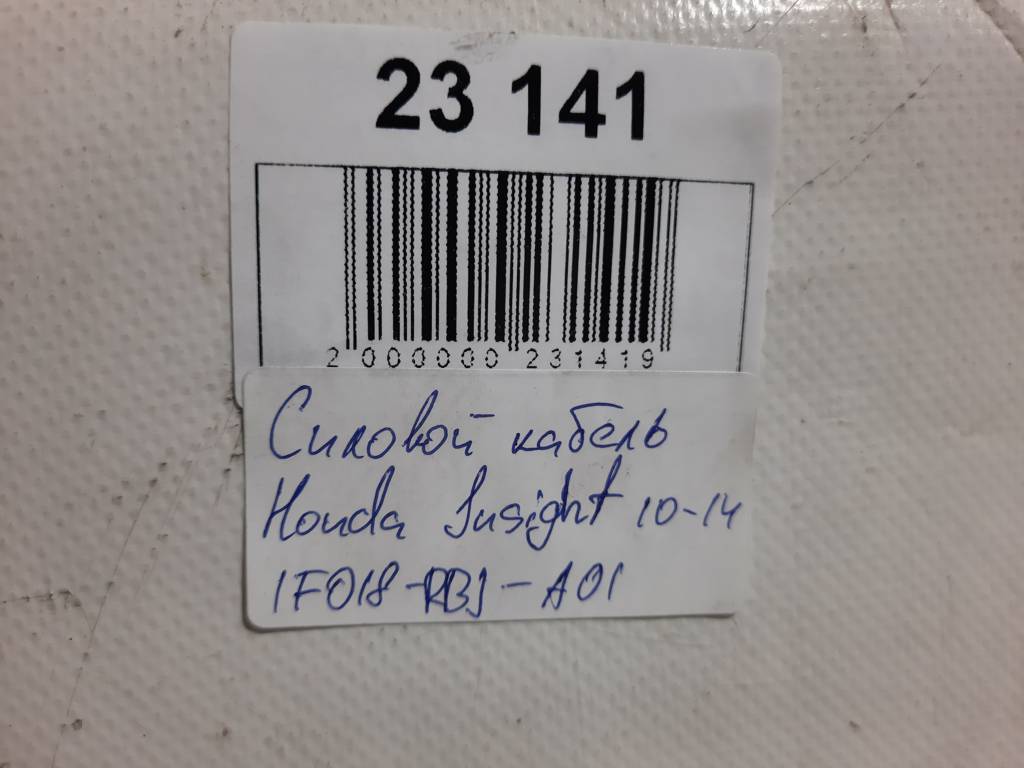 23 141
2 000000 231419
Силовой кабель
Honda Insight 10-14
1F018-RBJ-A01